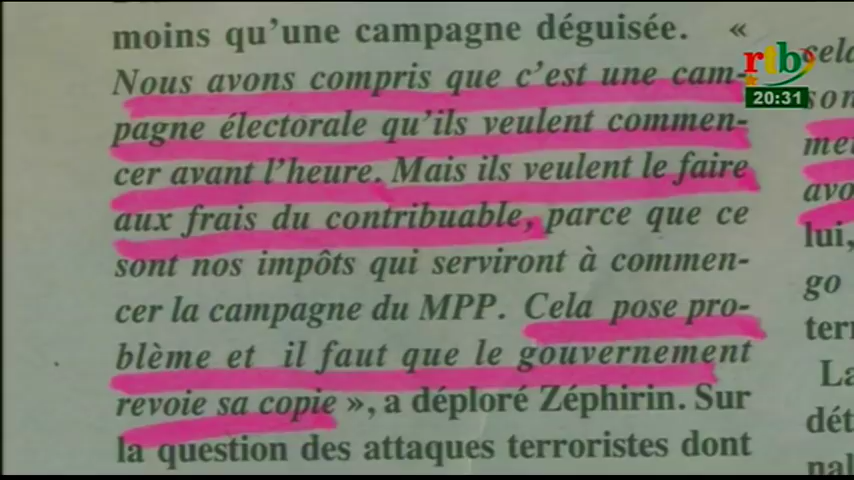 moins qu'une campagne déguisée. «
Nous avons compris que c'est une cam-
pagne électorale qu'ils veulent commen-
cer avant l'heure. Mais ils veulent le faire
aux frais du contribuable, parce que ce
sont nos impôts qui serviront à commen-
cer la campagne du MPP. Cela pose pro-
blème et il faut que le gouvernement
revoie sa copie », a déploré Zéphirin. Sur
la question des attaques terroristes dont
rtb
20:31
lui,
go
La